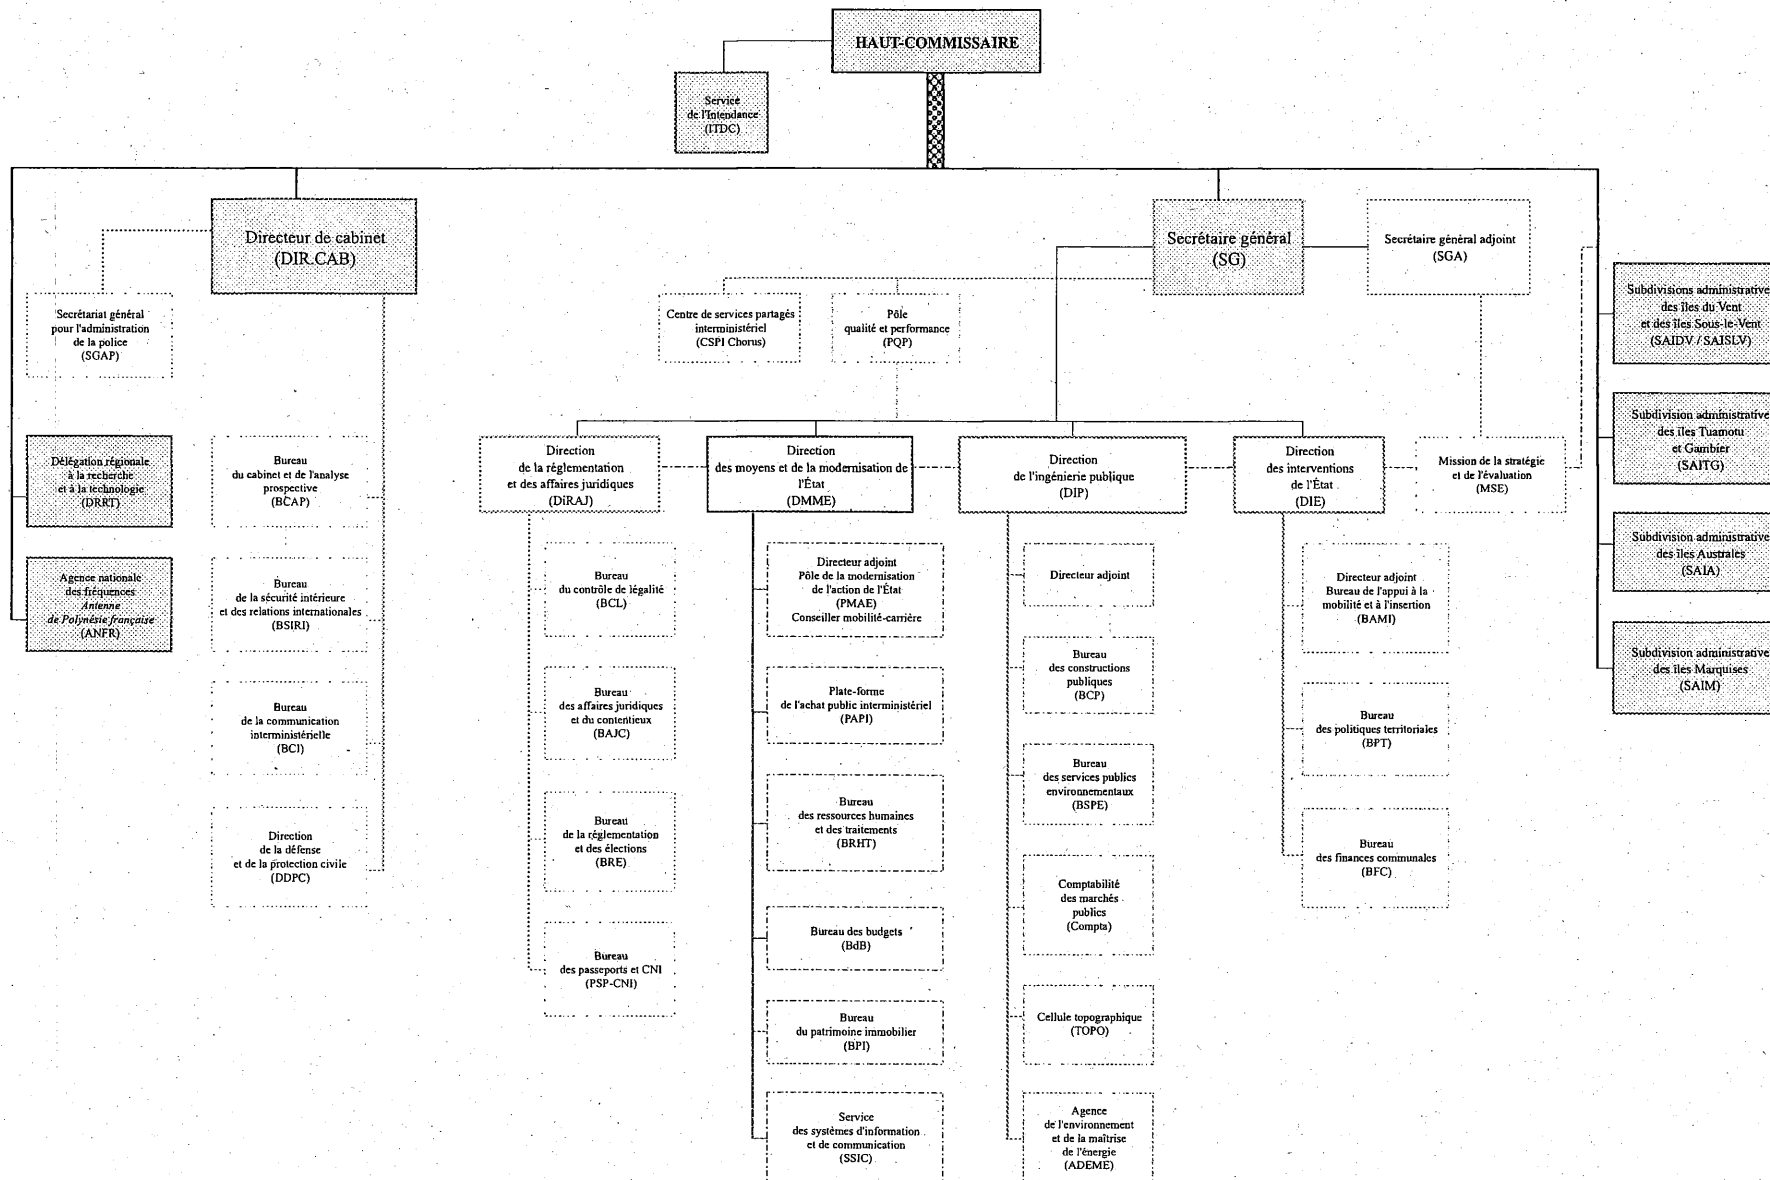 HAUT-COMMISSAIRE
Service
de l'Intendance
(ITDC)
Directeur de cabinet
(DIR.CAB)
Secrétaire général
(SG)
Secrétaire général adjoint
(SGA)
Secrétariat général
pour l'administration
de la police
(SGAP)
Centre de services partagés
interministériel
(CSPI Chorus)
Pôle
qualité et performance
(PQP)
Subdivisions administrative
des îles du Vent
et des îles Sous-le-Vent
(SAIDV / SAISLV)
Subdivision administrative
des îles Tuamotu
et Gambier
(SAITG)
Subdivision administrative
des îles Australes
(SAIA)
Subdivision administrative
des îles Marquises
(SAIM)
Délégation régionale
à la recherche
et à la technologie
(DRRT)
Agence nationale
des fréquences
Antenne
de Polynésie française
(ANFR)
Bureau
du cabinet et de l'analyse
prospective
(BCAP)
Bureau
de la sécurité intérieure
et des relations internationales
(BSIRI)
Bureau
de la communication
interministérielle
(BCI)
Direction
de la défense
et de la protection civile
(DDPC)
Direction
de la réglementation
et des affaires juridiques
(DiRAJ)
Direction
des moyens et de la modernisation de
l'État
(DMME)
Direction
de l'ingénierie publique
(DIP)
Direction
des interventions
de l'État
(DIE)
Mission de la stratégie
et de l'évaluation
(MSE)
Bureau
du contrôle de légalité
(BCL)
Bureau
des affaires juridiques
et du contentieux
(BAJC)
Bureau
de la réglementation
et des élections
(BRE)
Bureau
des passeports et CNI
(PSP-CNI)
Directeur adjoint
Pôle de la modernisation
de l'action de l'État
(PMAE)
Conseiller mobilité-carrière
Plate-forme
de l'achat public interministériel
(PAPI)
Bureau
des ressources humaines
et des traitements
(BRHT)
Bureau des budgets
(BdB)
Bureau
du patrimoine immobilier
(BPI)
Service
des systèmes d'information
et de communication
(SSIC)
Directeur adjoint
Bureau
des constructions
publiques
(BCP)
Bureau
des services publics
environnementaux
(BSPE)
Comptabilité
des marchés
publics
(Compta)
Cellule topographique
(TOPO)
Agence
de l'environnement
et de la maîtrise
de l'énergie
(ADEME)
Directeur adjoint
Bureau de l'appui à la
mobilité et à l'insertion
(BAMI)
Bureau
des politiques territoriales
(BPT)
Bureau
des finances communales
(BFC)